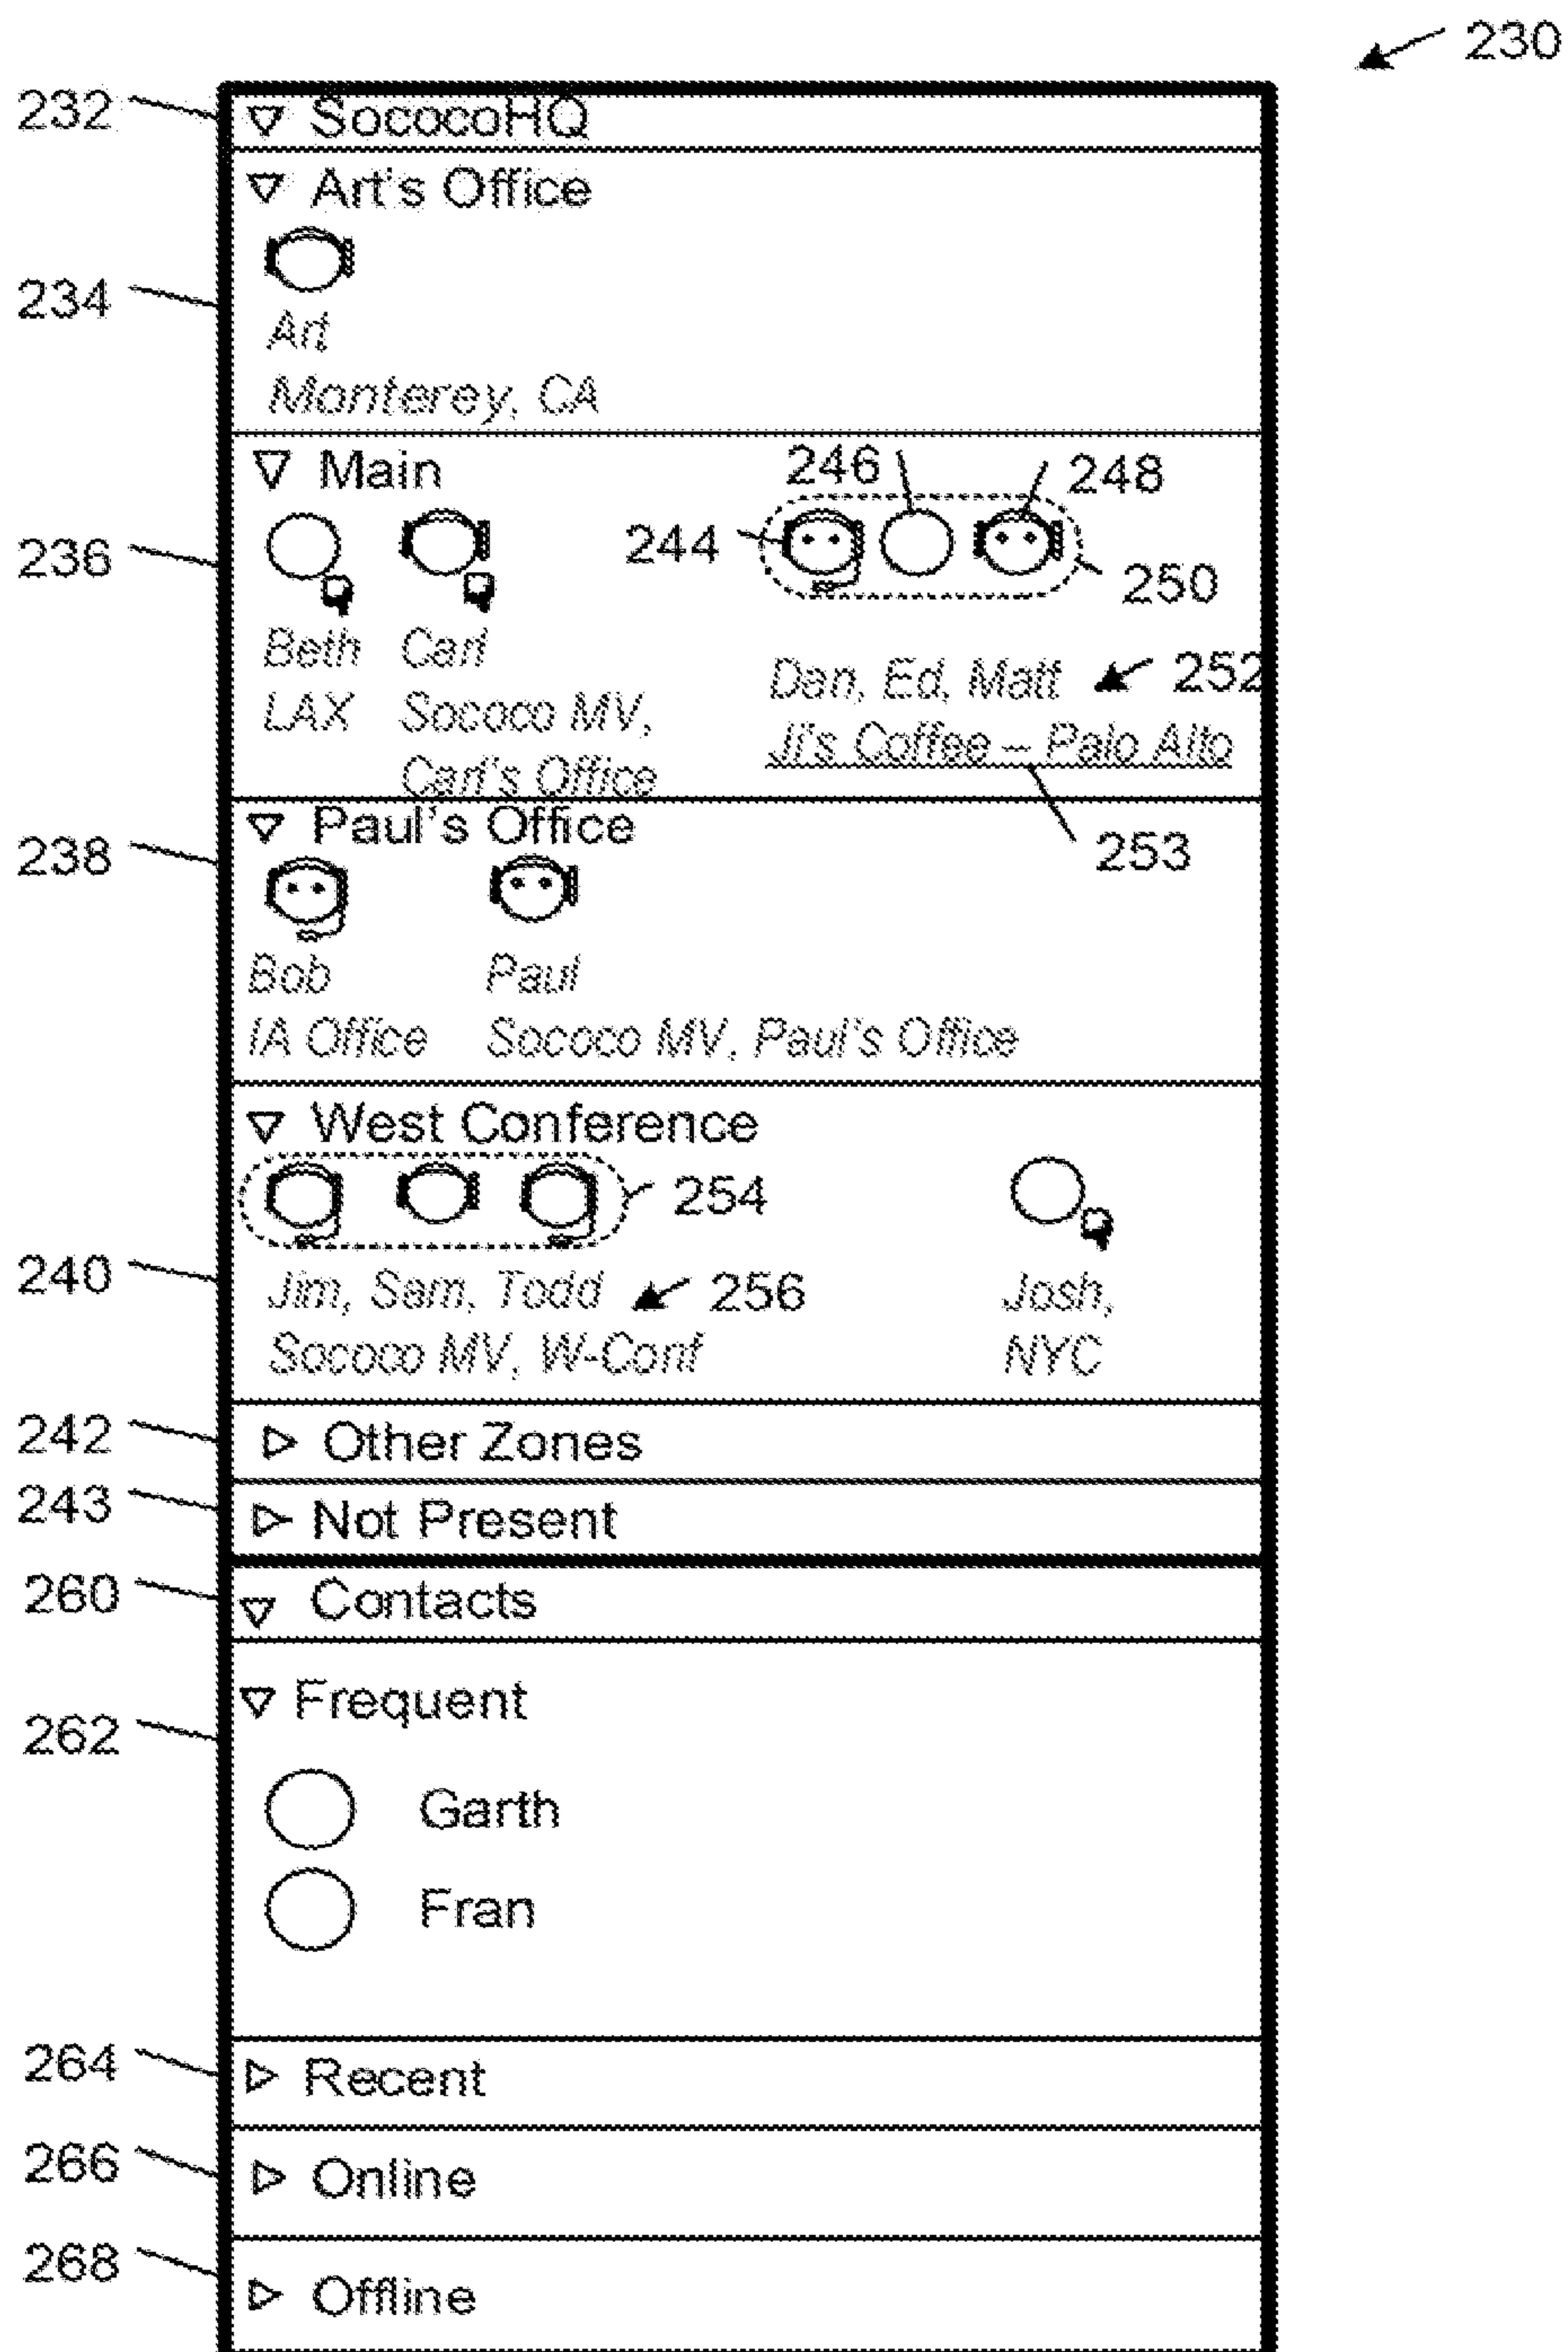 230
232 SococoHQ
Art's Office
234
Art
Monterey, CA
Main 246 248
236 244 250
Beth Carl
Dan, Ed, Matt 252
LAX Sococo MV,
Carl's Office
Jl's Coffee – Palo Alto
253
Paul's Office
238
Bob Paul
IA Office Sococo MV, Paul's Office
West Conference
254
240
Jim, Sam, Todd 256 Josh,
Sococo MV, W-Conf NYC
242 Other Zones
243 Not Present
260 Contacts
Frequent
262
Garth
Fran
264 Recent
266 Online
268 Offline